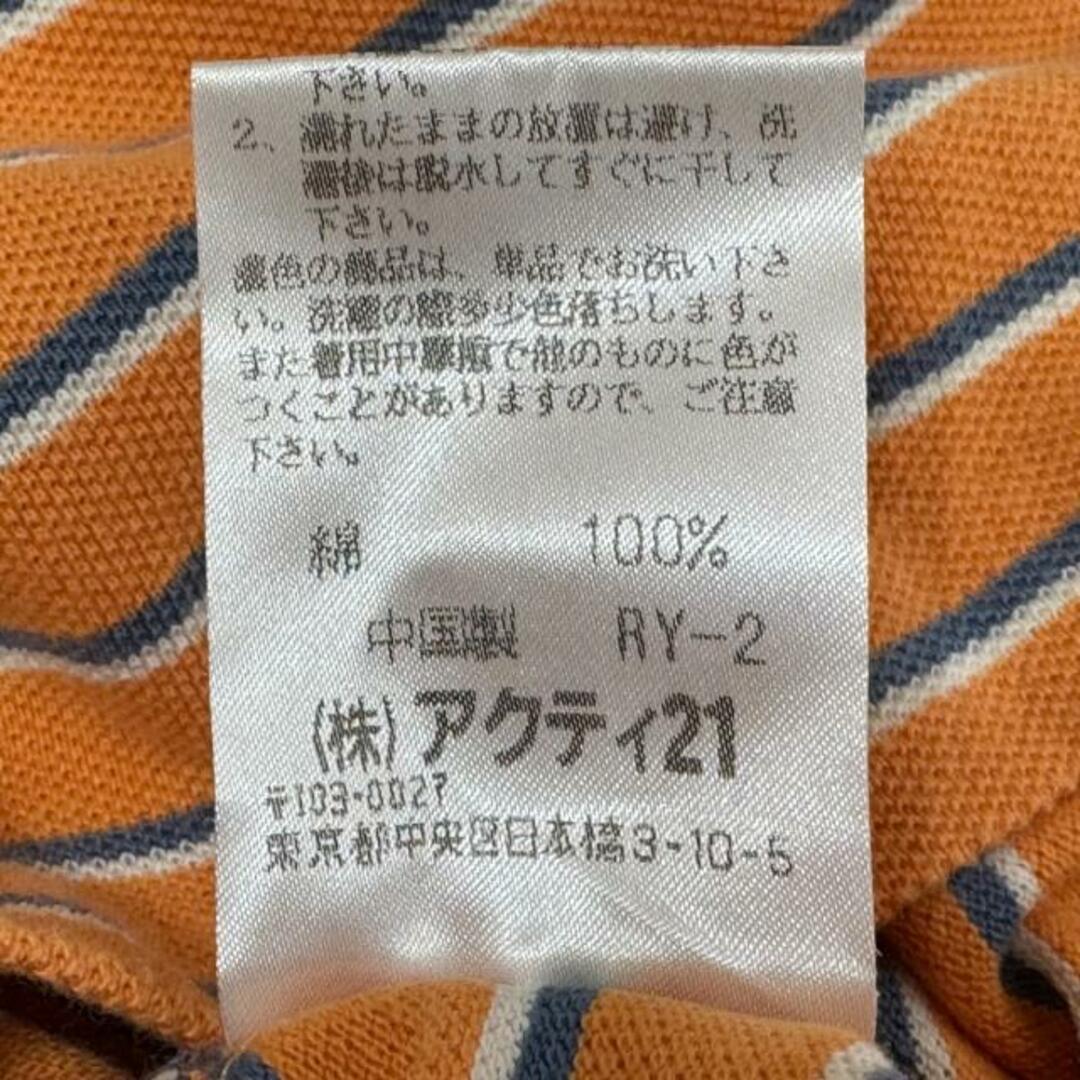 下さい。
2、濡れたままの放置は避け、洗
濯後は脱水してすぐに干して
下さい。
濃色の商品は、単品でお洗い下さ
い。洗濯の際多少色落ちします。
また着用中摩擦で他のものに色が
つくことがありますので、ご注意
下さい。
綿 100%
中国製 RY-2
(株)アクティ21
〒103-0027
東京都中央区日本橋3-10-5